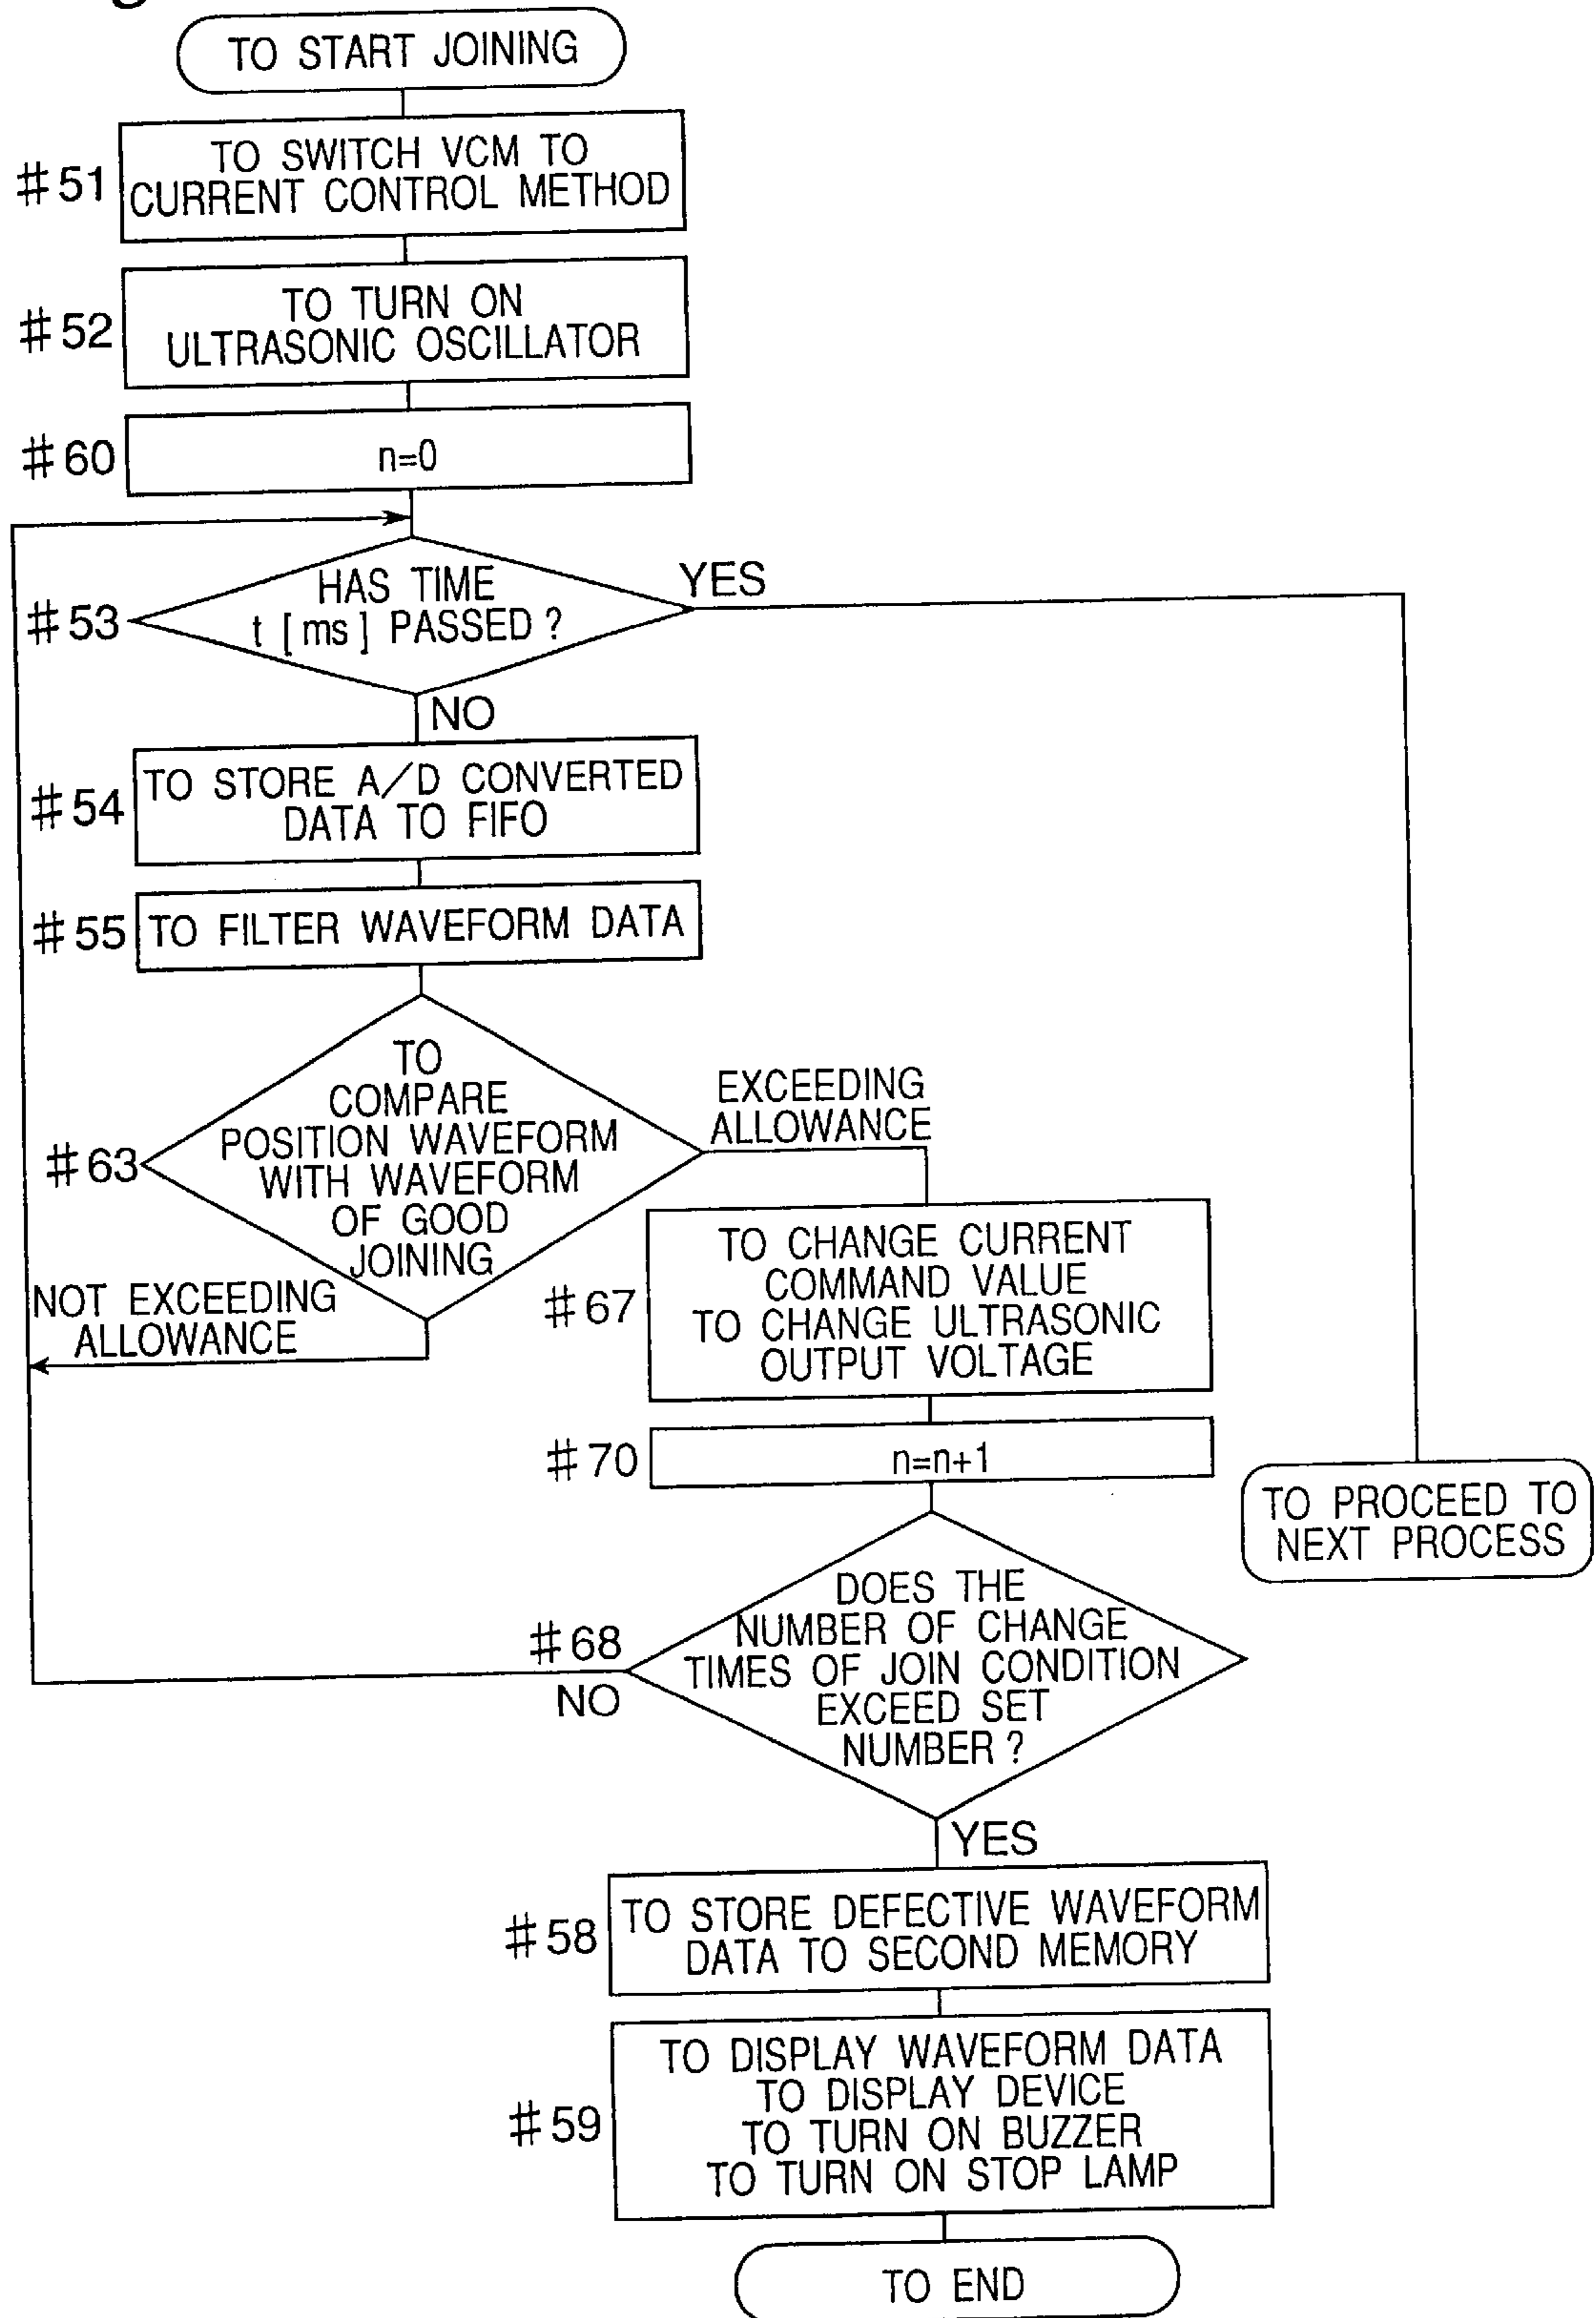 TO START JOINING
#51
TO SWITCH VCM TO
CURRENT CONTROL METHOD
#52
TO TURN ON
ULTRASONIC OSCILLATOR
#60
n=0
#53
HAS TIME
t [ms] PASSED ?
YES
NO
#54
TO STORE A/D CONVERTED
DATA TO FIFO
#55
TO FILTER WAVEFORM DATA
#63
TO
COMPARE
POSITION WAVEFORM
WITH WAVEFORM
OF GOOD
JOINING
EXCEEDING
ALLOWANCE
NOT EXCEEDING
ALLOWANCE
#67
TO CHANGE CURRENT
COMMAND VALUE
TO CHANGE ULTRASONIC
OUTPUT VOLTAGE
#70
n=n+1
TO PROCEED TO
NEXT PROCESS
#68
DOES THE
NUMBER OF CHANGE
TIMES OF JOIN CONDITION
EXCEED SET
NUMBER ?
NO
YES
#58
TO STORE DEFECTIVE WAVEFORM
DATA TO SECOND MEMORY
#59
TO DISPLAY WAVEFORM DATA
TO DISPLAY DEVICE
TO TURN ON BUZZER
TO TURN ON STOP LAMP
TO END